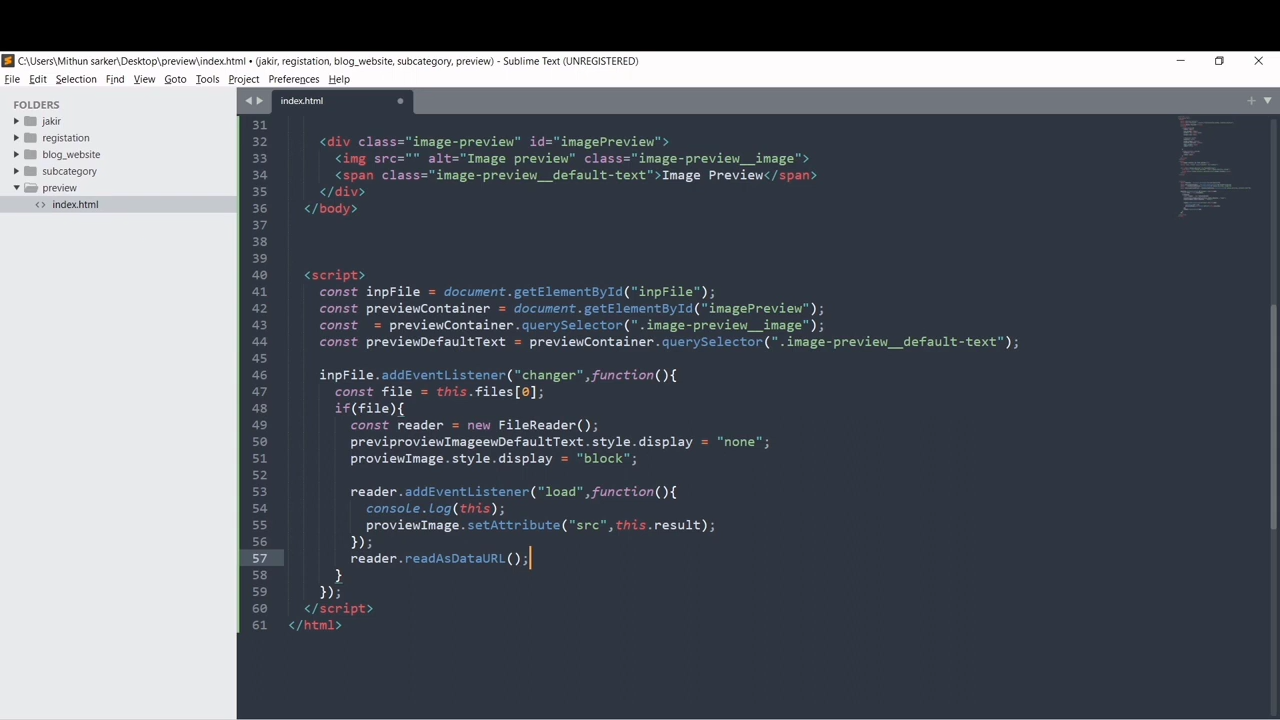 C:\Users\Mithun sarker\Desktop\preview\index.html • (jakir, registation, blog_website, subcategory, preview) - Sublime Text (UNREGISTERED)
File Edit Selection Find View Goto Tools Project Preferences Help
FOLDERS
jakir
registation
blog_website
subcategory
preview
<> index.html
index.html
31
32 <div class="image-preview" id="imagePreview">
33 <img src="" alt="Image preview" class="image-preview__image">
34 <span class="image-preview__default-text">Image Preview</span>
35 </div>
36 </body>
37
38
39
40 <script>
41 const inpFile = document.getElementById("inpFile");
42 const previewContainer = document.getElementById("imagePreview");
43 const  = previewContainer.querySelector(".image-preview__image");
44 const previewDefaultText = previewContainer.querySelector(".image-preview__default-text");
45
46 inpFile.addEventListener("changer",function(){
47 const file = this.files[0];
48 if(file){
49 const reader = new FileReader();
50 previproviewImageewDefaultText.style.display = "none";
51 proviewImage.style.display = "block";
52
53 reader.addEventListener("load",function(){
54 console.log(this);
55 proviewImage.setAttribute("src",this.result);
56 });
57 reader.readAsDataURL();
58 }
59 });
60 </script>
61 </html>